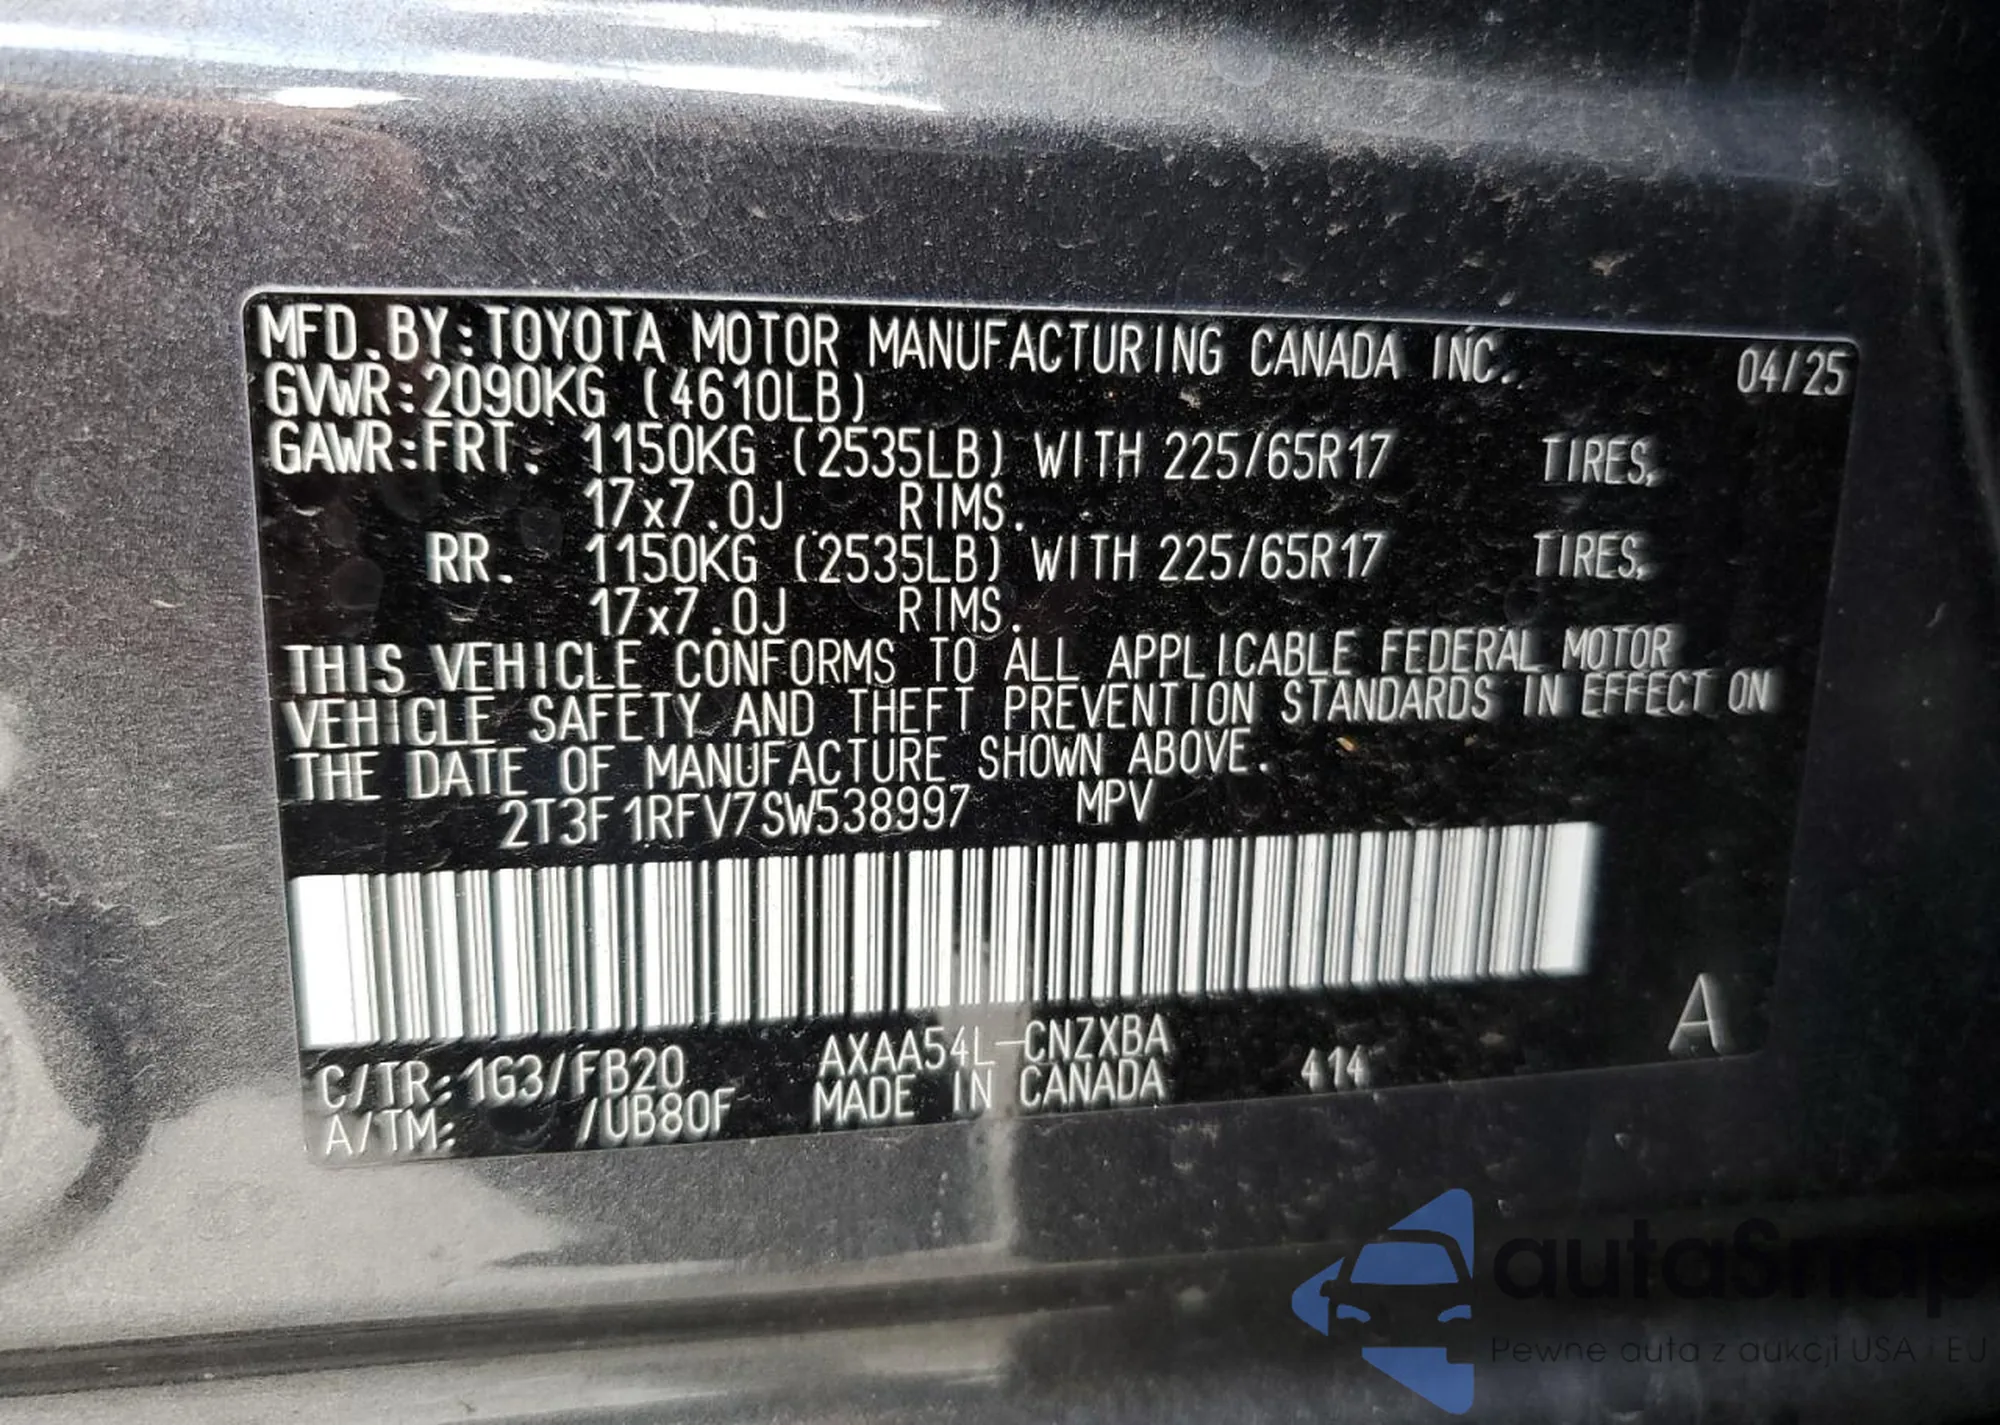 MFD.BY:TOYOTA MOTOR MANUFACTURING CANADA INC. 04/25
GVWR:2090KG (4610LB)
GAWR:FRT. 1150KG (2535LB) WITH 225/65R17 TIRES,
17x7.0J RIMS.
RR. 1150KG (2535LB) WITH 225/65R17 TIRES,
17x7.0J RIMS.
THIS VEHICLE CONFORMS TO ALL APPLICABLE FEDERAL MOTOR
VEHICLE SAFETY AND THEFT PREVENTION STANDARDS IN EFFECT ON
THE DATE OF MANUFACTURE SHOWN ABOVE.
2T3F1RFV7SW538997 MPV
A
C/TR:1G3/FB20 AXAA54L-CNZXBA 414
A/TM: /UB80F MADE IN CANADA
autaSnap
Pewne auta z aukcji USA i EU